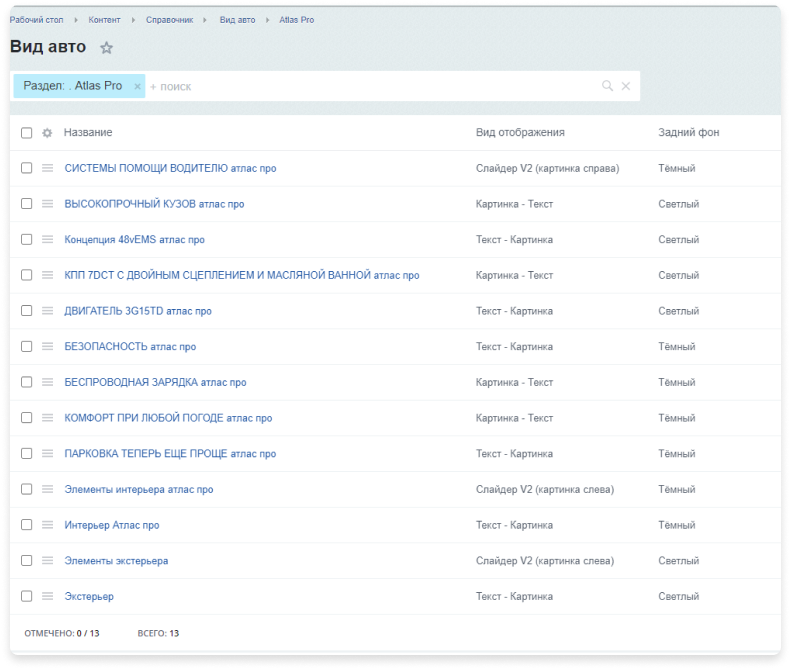 Рабочий стол Контент Справочник Вид авто Atlas Pro
Вид авто
Раздел: . Atlas Pro × + поиск
Название Вид отображения Задний фон
СИСТЕМЫ ПОМОЩИ ВОДИТЕЛЮ атлас про Слайдер V2 (картинка справа) Тёмный
ВЫСОКОПРОЧНЫЙ КУЗОВ атлас про Картинка - Текст Светлый
Концепция 48vEMS атлас про Текст - Картинка Светлый
КПП 7DCT С ДВОЙНЫМ СЦЕПЛЕНИЕМ И МАСЛЯНОЙ ВАННОЙ атлас про Картинка - Текст Светлый
ДВИГАТЕЛЬ 3G15TD атлас про Текст - Картинка Светлый
БЕЗОПАСНОСТЬ атлас про Текст - Картинка Тёмный
БЕСПРОВОДНАЯ ЗАРЯДКА атлас про Картинка - Текст Тёмный
КОМФОРТ ПРИ ЛЮБОЙ ПОГОДЕ атлас про Картинка - Текст Тёмный
ПАРКОВКА ТЕПЕРЬ ЕЩЕ ПРОЩЕ атлас про Текст - Картинка Тёмный
Элементы интерьера атлас про Слайдер V2 (картинка слева) Тёмный
Интерьер Атлас про Текст - Картинка Тёмный
Элементы экстерьера Слайдер V2 (картинка слева) Светлый
Экстерьер Текст - Картинка Светлый
ОТМЕЧЕНО: 0 / 13 ВСЕГО: 13